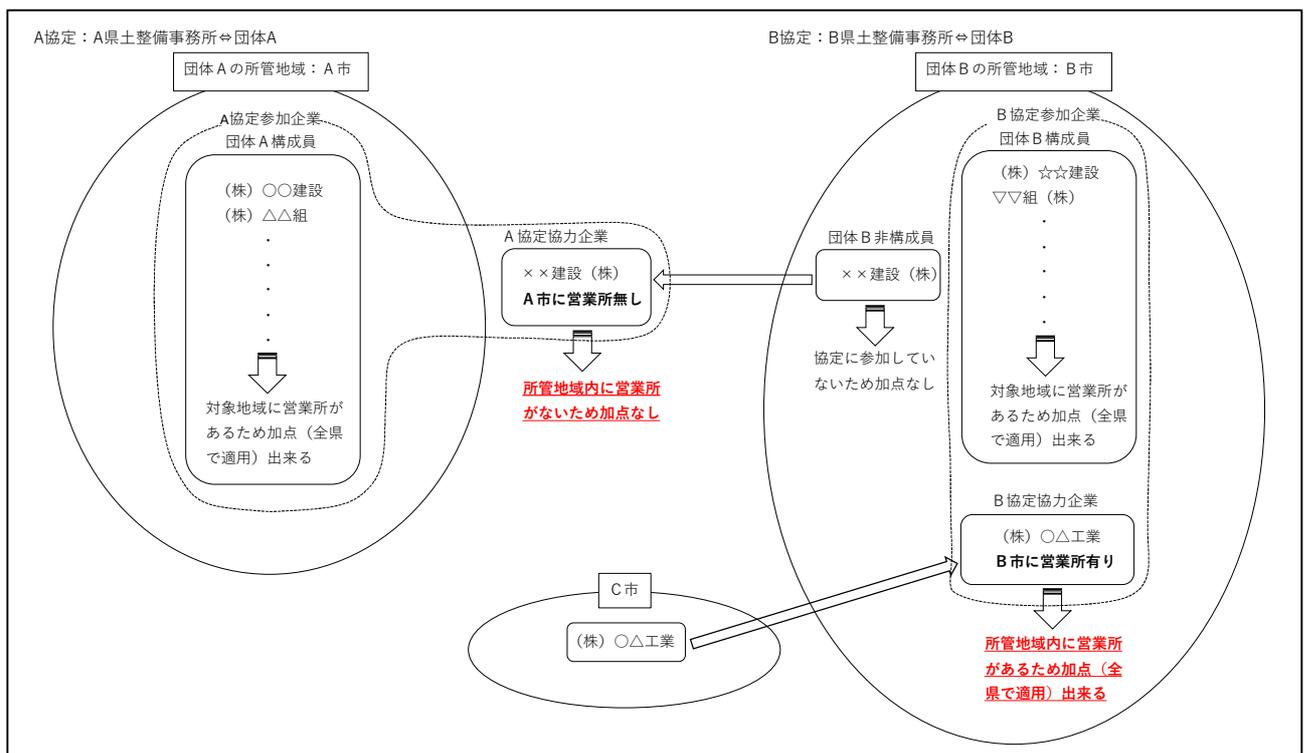 A協定：A県土整備事務所⇔団体A
団体Aの所管地域：A市
A協定参加企業
団体A構成員
（株）○○建設
（株）△△組
・
・
・
・
・
対象地域に営業所が
あるため加点（全県
で適用）出来る
A協定協力企業
××建設（株）
A市に営業所無し
所管地域内に営業所
がないため加点なし
B協定：B県土整備事務所⇔団体B
団体Bの所管地域：B市
B協定参加企業
団体B構成員
（株）☆☆建設
▽▽組（株）
・
・
・
・
・
対象地域に営業所が
あるため加点（全県
で適用）出来る
団体B非構成員
××建設（株）
協定に参加してい
ないため加点なし
B協定協力企業
（株）○△工業
B市に営業所有り
所管地域内に営業所
があるため加点（全
県で適用）出来る
C市
（株）○△工業